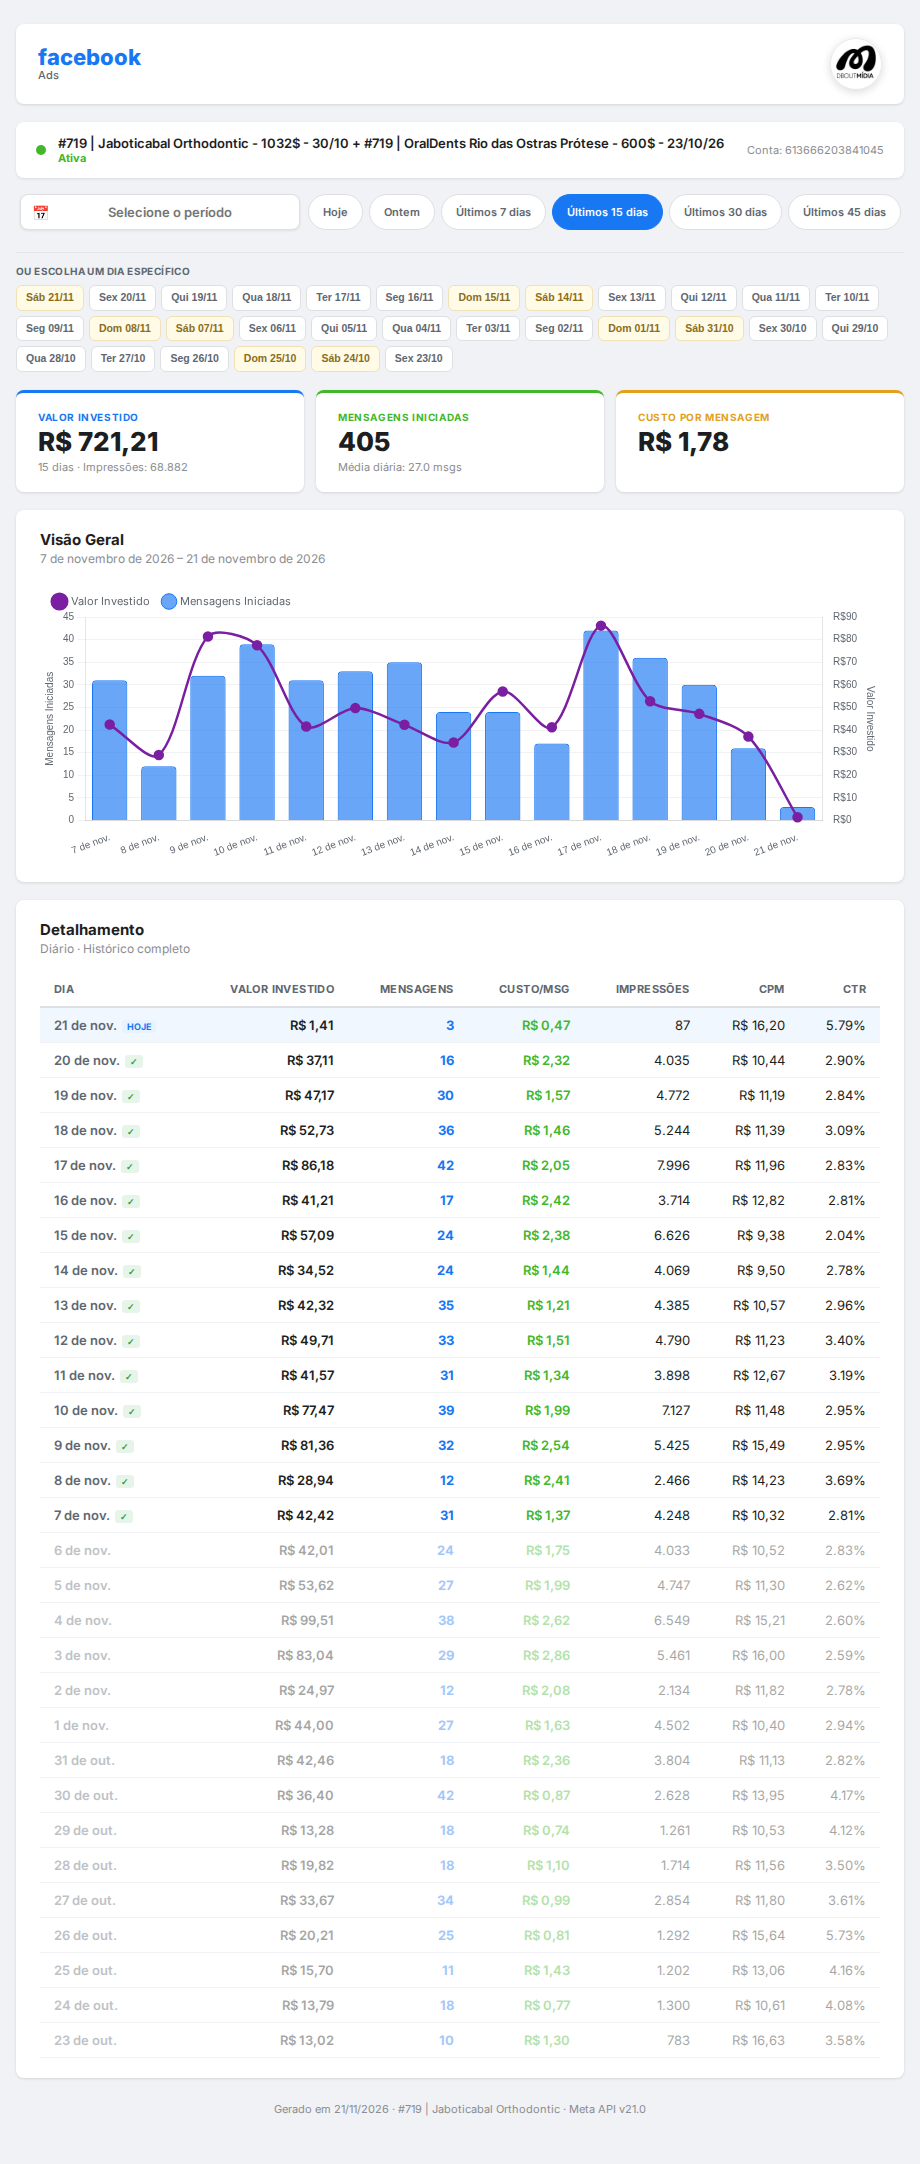 facebook
Ads
DBOUTMÍDIA
#719 | Jaboticabal Orthodontic - 1032$ - 30/10 + #719 | OralDents Rio das Ostras Prótese - 600$ - 23/10/26
Ativa
Conta: 613666203841045
Selecione o período
Hoje
Ontem
Últimos 7 dias
Últimos 15 dias
Últimos 30 dias
Últimos 45 dias
OU ESCOLHA UM DIA ESPECÍFICO
Sáb 21/11 Sex 20/11 Qui 19/11 Qua 18/11 Ter 17/11 Seg 16/11 Dom 15/11 Sáb 14/11 Sex 13/11 Qui 12/11 Qua 11/11 Ter 10/11
Seg 09/11 Dom 08/11 Sáb 07/11 Sex 06/11 Qui 05/11 Qua 04/11 Ter 03/11 Seg 02/11 Dom 01/11 Sáb 31/10 Sex 30/10 Qui 29/10
Qua 28/10 Ter 27/10 Seg 26/10 Dom 25/10 Sáb 24/10 Sex 23/10
VALOR INVESTIDO
R$ 721,21
15 dias · Impressões: 68.882
MENSAGENS INICIADAS
405
Média diária: 27.0 msgs
CUSTO POR MENSAGEM
R$ 1,78
Visão Geral
7 de novembro de 2026 – 21 de novembro de 2026
Valor Investido Mensagens Iniciadas
Mensagens Iniciadas
45
40
35
30
25
20
15
10
5
0
R$90
R$80
R$70
R$60
R$50
R$40
R$30
R$20
R$10
R$0
Valor Investido
7 de nov. 8 de nov. 9 de nov. 10 de nov. 11 de nov. 12 de nov. 13 de nov. 14 de nov. 15 de nov. 16 de nov. 17 de nov. 18 de nov. 19 de nov. 20 de nov. 21 de nov.
Detalhamento
Diário · Histórico completo
DIA VALOR INVESTIDO MENSAGENS CUSTO/MSG IMPRESSÕES CPM CTR
21 de nov. HOJE R$ 1,41 3 R$ 0,47 87 R$ 16,20 5.79%
20 de nov. ✓ R$ 37,11 16 R$ 2,32 4.035 R$ 10,44 2.90%
19 de nov. ✓ R$ 47,17 30 R$ 1,57 4.772 R$ 11,19 2.84%
18 de nov. ✓ R$ 52,73 36 R$ 1,46 5.244 R$ 11,39 3.09%
17 de nov. ✓ R$ 86,18 42 R$ 2,05 7.996 R$ 11,96 2.83%
16 de nov. ✓ R$ 41,21 17 R$ 2,42 3.714 R$ 12,82 2.81%
15 de nov. ✓ R$ 57,09 24 R$ 2,38 6.626 R$ 9,38 2.04%
14 de nov. ✓ R$ 34,52 24 R$ 1,44 4.069 R$ 9,50 2.78%
13 de nov. ✓ R$ 42,32 35 R$ 1,21 4.385 R$ 10,57 2.96%
12 de nov. ✓ R$ 49,71 33 R$ 1,51 4.790 R$ 11,23 3.40%
11 de nov. ✓ R$ 41,57 31 R$ 1,34 3.898 R$ 12,67 3.19%
10 de nov. ✓ R$ 77,47 39 R$ 1,99 7.127 R$ 11,48 2.95%
9 de nov. ✓ R$ 81,36 32 R$ 2,54 5.425 R$ 15,49 2.95%
8 de nov. ✓ R$ 28,94 12 R$ 2,41 2.466 R$ 14,23 3.69%
7 de nov. ✓ R$ 42,42 31 R$ 1,37 4.248 R$ 10,32 2.81%
6 de nov. R$ 42,01 24 R$ 1,75 4.033 R$ 10,52 2.83%
5 de nov. R$ 53,62 27 R$ 1,99 4.747 R$ 11,30 2.62%
4 de nov. R$ 99,51 38 R$ 2,62 6.549 R$ 15,21 2.60%
3 de nov. R$ 83,04 29 R$ 2,86 5.461 R$ 16,00 2.59%
2 de nov. R$ 24,97 12 R$ 2,08 2.134 R$ 11,82 2.78%
1 de nov. R$ 44,00 27 R$ 1,63 4.502 R$ 10,40 2.94%
31 de out. R$ 42,46 18 R$ 2,36 3.804 R$ 11,13 2.82%
30 de out. R$ 36,40 42 R$ 0,87 2.628 R$ 13,95 4.17%
29 de out. R$ 13,28 18 R$ 0,74 1.261 R$ 10,53 4.12%
28 de out. R$ 19,82 18 R$ 1,10 1.714 R$ 11,56 3.50%
27 de out. R$ 33,67 34 R$ 0,99 2.854 R$ 11,80 3.61%
26 de out. R$ 20,21 25 R$ 0,81 1.292 R$ 15,64 5.73%
25 de out. R$ 15,70 11 R$ 1,43 1.202 R$ 13,06 4.16%
24 de out. R$ 13,79 18 R$ 0,77 1.300 R$ 10,61 4.08%
23 de out. R$ 13,02 10 R$ 1,30 783 R$ 16,63 3.58%
Gerado em 21/11/2026 · #719 | Jaboticabal Orthodontic · Meta API v21.0